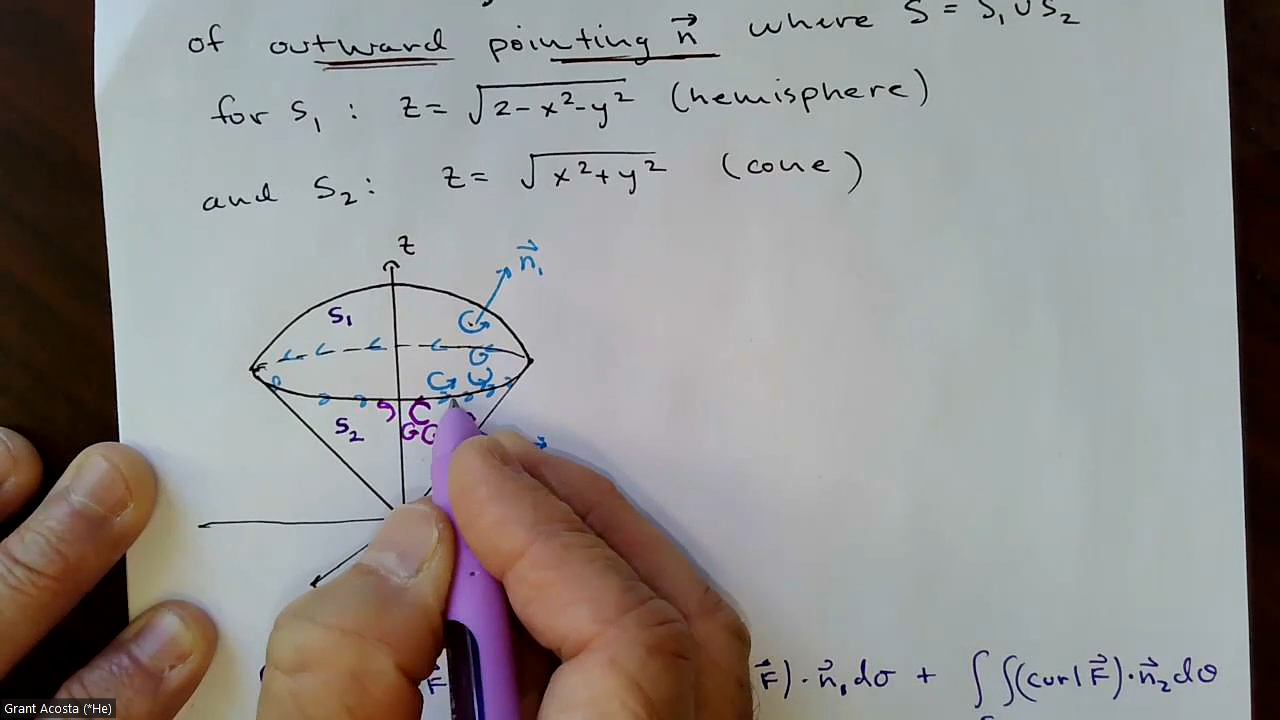 of outward pointing n⃗ where S = S₁ ∪ S₂
for S₁ : z = √(2-x²-y²) (hemisphere)
and S₂ : z = √(x²+y²) (cone)
z
n⃗₁
S₁
S₂
F⃗ F⃗) · n⃗₁ dσ + ∬(curl F⃗) · n⃗₂ dσ
Grant Acosta (*He)